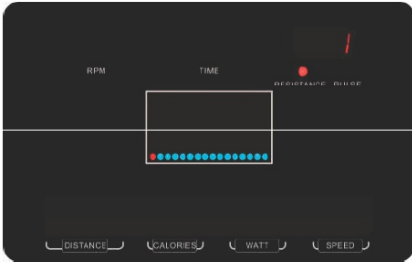 1
RPM TIME
RESISTANCE PULSE
DISTANCE CALORIES WATT SPEED